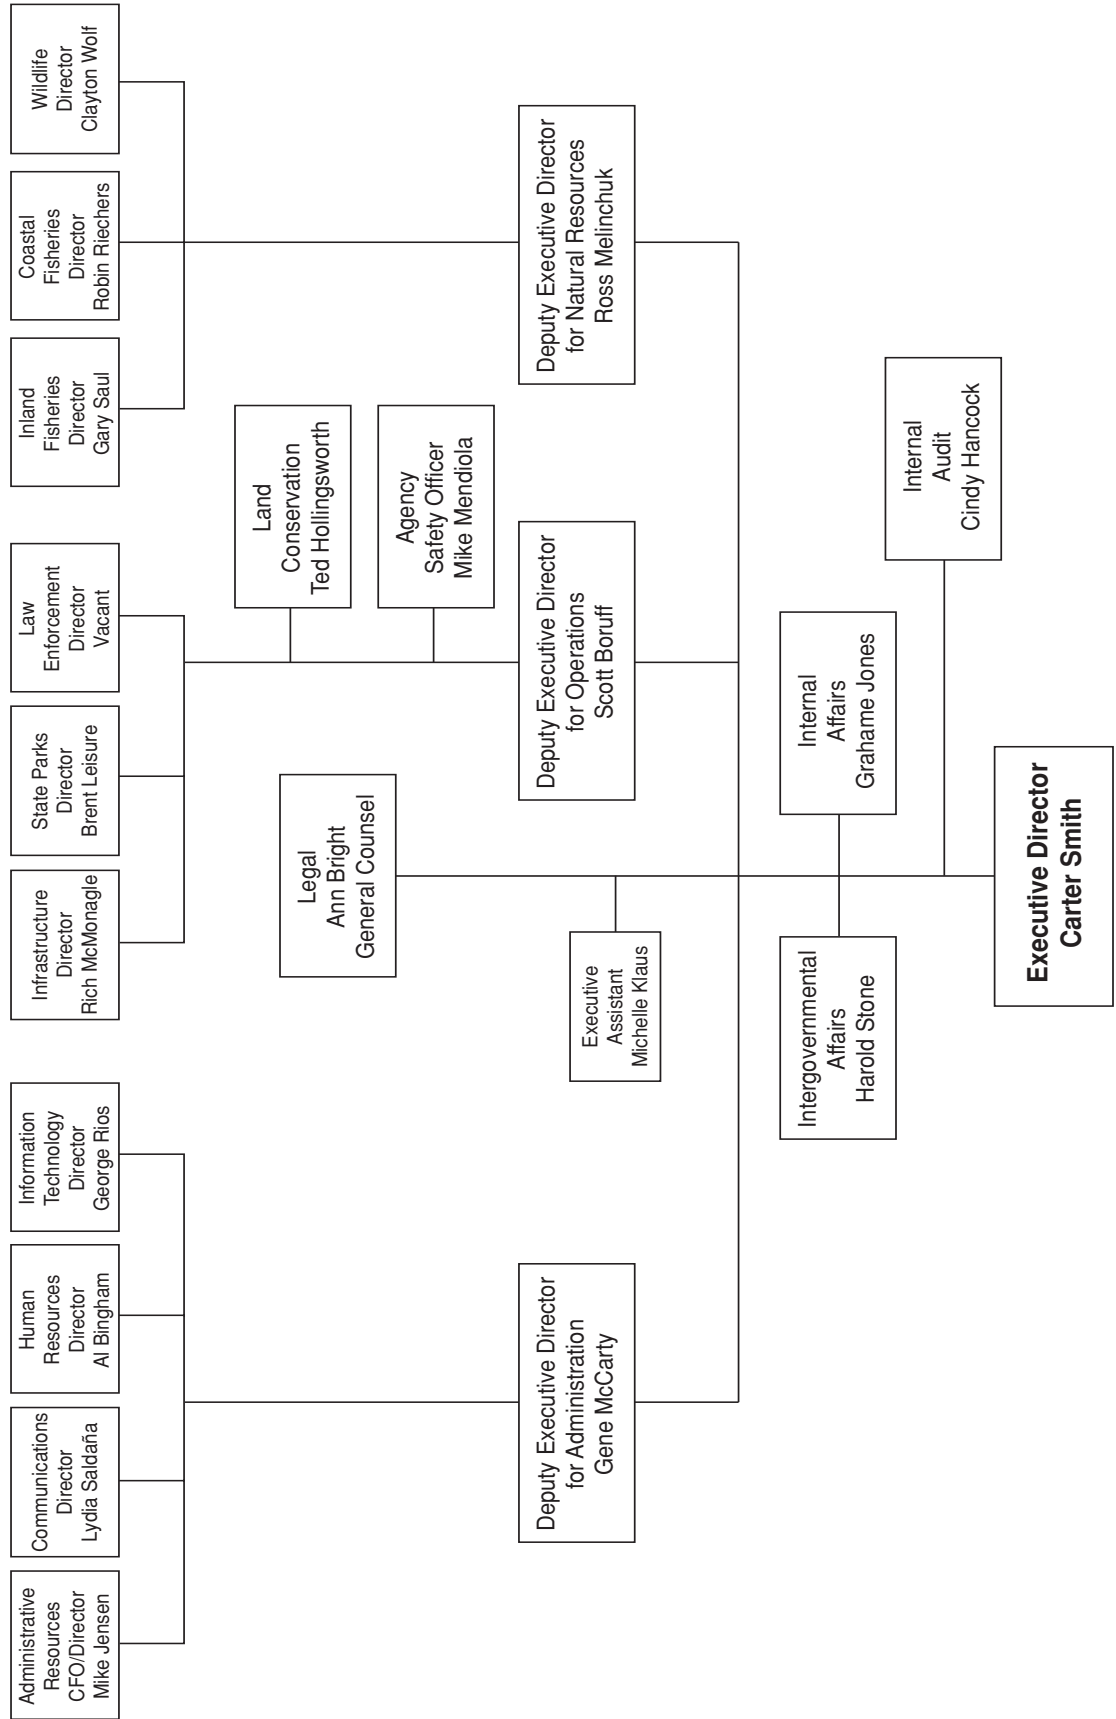 Administrative
Resources
CFO/Director
Mike Jensen
Communications
Director
Lydia Saldaña
Human
Resources
Director
Al Bingham
Information
Technology
Director
George Rios
Infrastructure
Director
Rich McMonagle
State Parks
Director
Brent Leisure
Law
Enforcement
Director
Vacant
Inland
Fisheries
Director
Gary Saul
Coastal
Fisheries
Director
Robin Riechers
Wildlife
Director
Clayton Wolf
Land
Conservation
Ted Hollingsworth
Legal
Ann Bright
General Counsel
Agency
Safety Officer
Mike Mendiola
Deputy Executive Director
for Administration
Gene McCarty
Executive
Assistant
Michelle Klaus
Deputy Executive Director
for Operations
Scott Boruff
Deputy Executive Director
for Natural Resources
Ross Melinchuk
Intergovernmental
Affairs
Harold Stone
Internal
Affairs
Grahame Jones
Internal
Audit
Cindy Hancock
Executive Director
Carter Smith